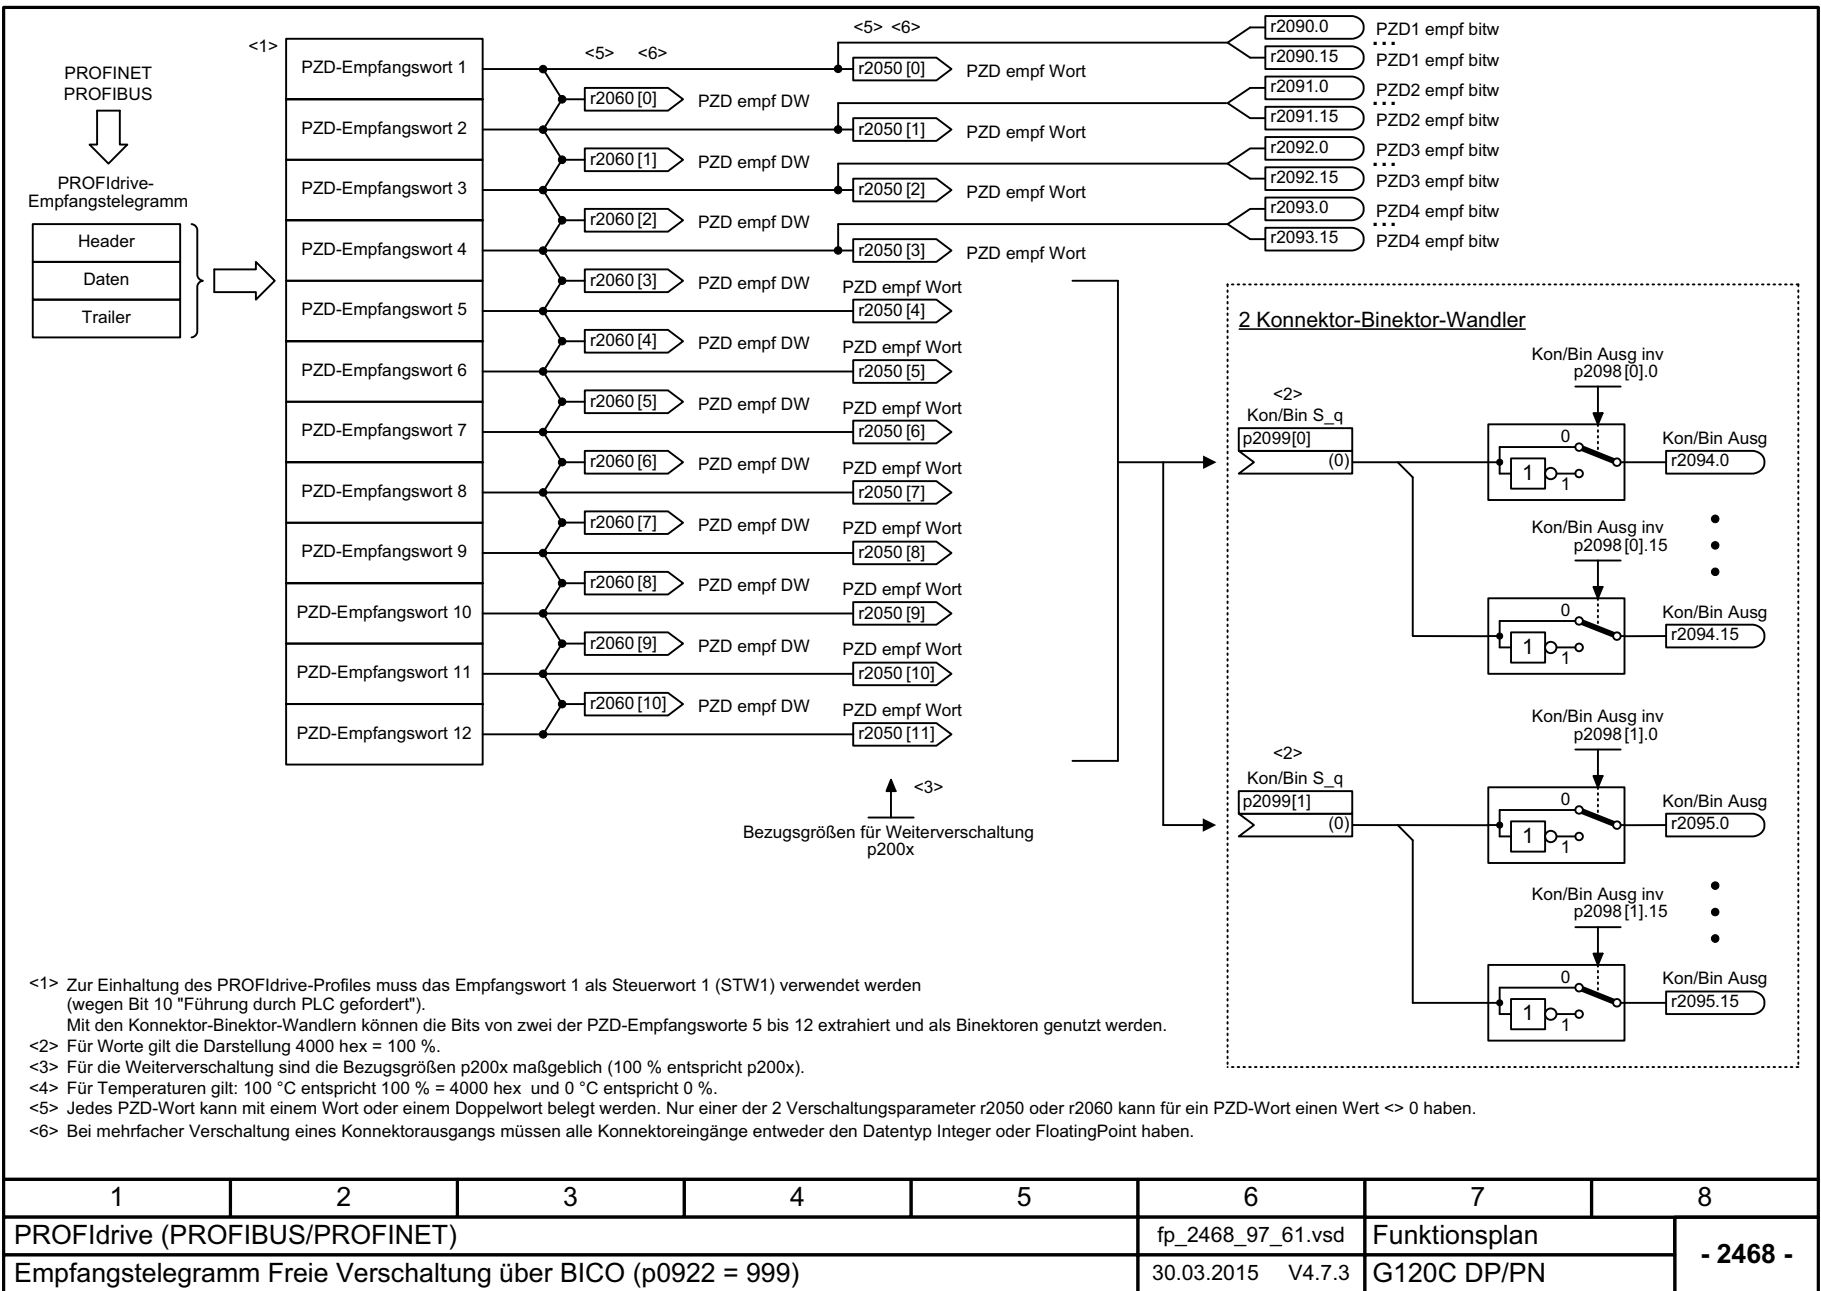 <1>
PROFINET
PROFIBUS
PROFIdrive-
Empfangstelegramm
Header
Daten
Trailer
PZD-Empfangswort 1
PZD-Empfangswort 2
PZD-Empfangswort 3
PZD-Empfangswort 4
PZD-Empfangswort 5
PZD-Empfangswort 6
PZD-Empfangswort 7
PZD-Empfangswort 8
PZD-Empfangswort 9
PZD-Empfangswort 10
PZD-Empfangswort 11
PZD-Empfangswort 12
<5> <6>
r2060 [0] PZD empf DW
r2060 [1] PZD empf DW
r2060 [2] PZD empf DW
r2060 [3] PZD empf DW
r2060 [4] PZD empf DW
r2060 [5] PZD empf DW
r2060 [6] PZD empf DW
r2060 [7] PZD empf DW
r2060 [8] PZD empf DW
r2060 [9] PZD empf DW
r2060 [10] PZD empf DW
<5> <6>
r2050 [0] PZD empf Wort
r2050 [1] PZD empf Wort
r2050 [2] PZD empf Wort
r2050 [3] PZD empf Wort
PZD empf Wort
r2050 [4]
PZD empf Wort
r2050 [5]
PZD empf Wort
r2050 [6]
PZD empf Wort
r2050 [7]
PZD empf Wort
r2050 [8]
PZD empf Wort
r2050 [9]
PZD empf Wort
r2050 [10]
PZD empf Wort
r2050 [11]
<3>
Bezugsgrößen für Weiterverschaltung
p200x
r2090.0 PZD1 empf bitw
...
r2090.15 PZD1 empf bitw
r2091.0 PZD2 empf bitw
...
r2091.15 PZD2 empf bitw
r2092.0 PZD3 empf bitw
...
r2092.15 PZD3 empf bitw
r2093.0 PZD4 empf bitw
...
r2093.15 PZD4 empf bitw
2 Konnektor-Binektor-Wandler
<2>
Kon/Bin S_q
p2099[0]
(0)
Kon/Bin Ausg inv
p2098 [0].0
0
1
1
Kon/Bin Ausg
r2094.0
Kon/Bin Ausg inv
p2098 [0].15
0
1
1
Kon/Bin Ausg
r2094.15
<2>
Kon/Bin S_q
p2099[1]
(0)
Kon/Bin Ausg inv
p2098 [1].0
0
1
1
Kon/Bin Ausg
r2095.0
Kon/Bin Ausg inv
p2098 [1].15
0
1
1
Kon/Bin Ausg
r2095.15
<1> Zur Einhaltung des PROFIdrive-Profiles muss das Empfangswort 1 als Steuerwort 1 (STW1) verwendet werden
(wegen Bit 10 "Führung durch PLC gefordert").
Mit den Konnektor-Binektor-Wandlern können die Bits von zwei der PZD-Empfangsworte 5 bis 12 extrahiert und als Binektoren genutzt werden.
<2> Für Worte gilt die Darstellung 4000 hex = 100 %.
<3> Für die Weiterverschaltung sind die Bezugsgrößen p200x maßgeblich (100 % entspricht p200x).
<4> Für Temperaturen gilt: 100 °C entspricht 100 % = 4000 hex und 0 °C entspricht 0 %.
<5> Jedes PZD-Wort kann mit einem Wort oder einem Doppelwort belegt werden. Nur einer der 2 Verschaltungsparameter r2050 oder r2060 kann für ein PZD-Wort einen Wert <> 0 haben.
<6> Bei mehrfacher Verschaltung eines Konnektorausgangs müssen alle Konnektoreingänge entweder den Datentyp Integer oder FloatingPoint haben.
1 2 3 4 5 6 7 8
PROFIdrive (PROFIBUS/PROFINET) fp_2468_97_61.vsd Funktionsplan
- 2468 -
Empfangstelegramm Freie Verschaltung über BICO (p0922 = 999) 30.03.2015 V4.7.3 G120C DP/PN